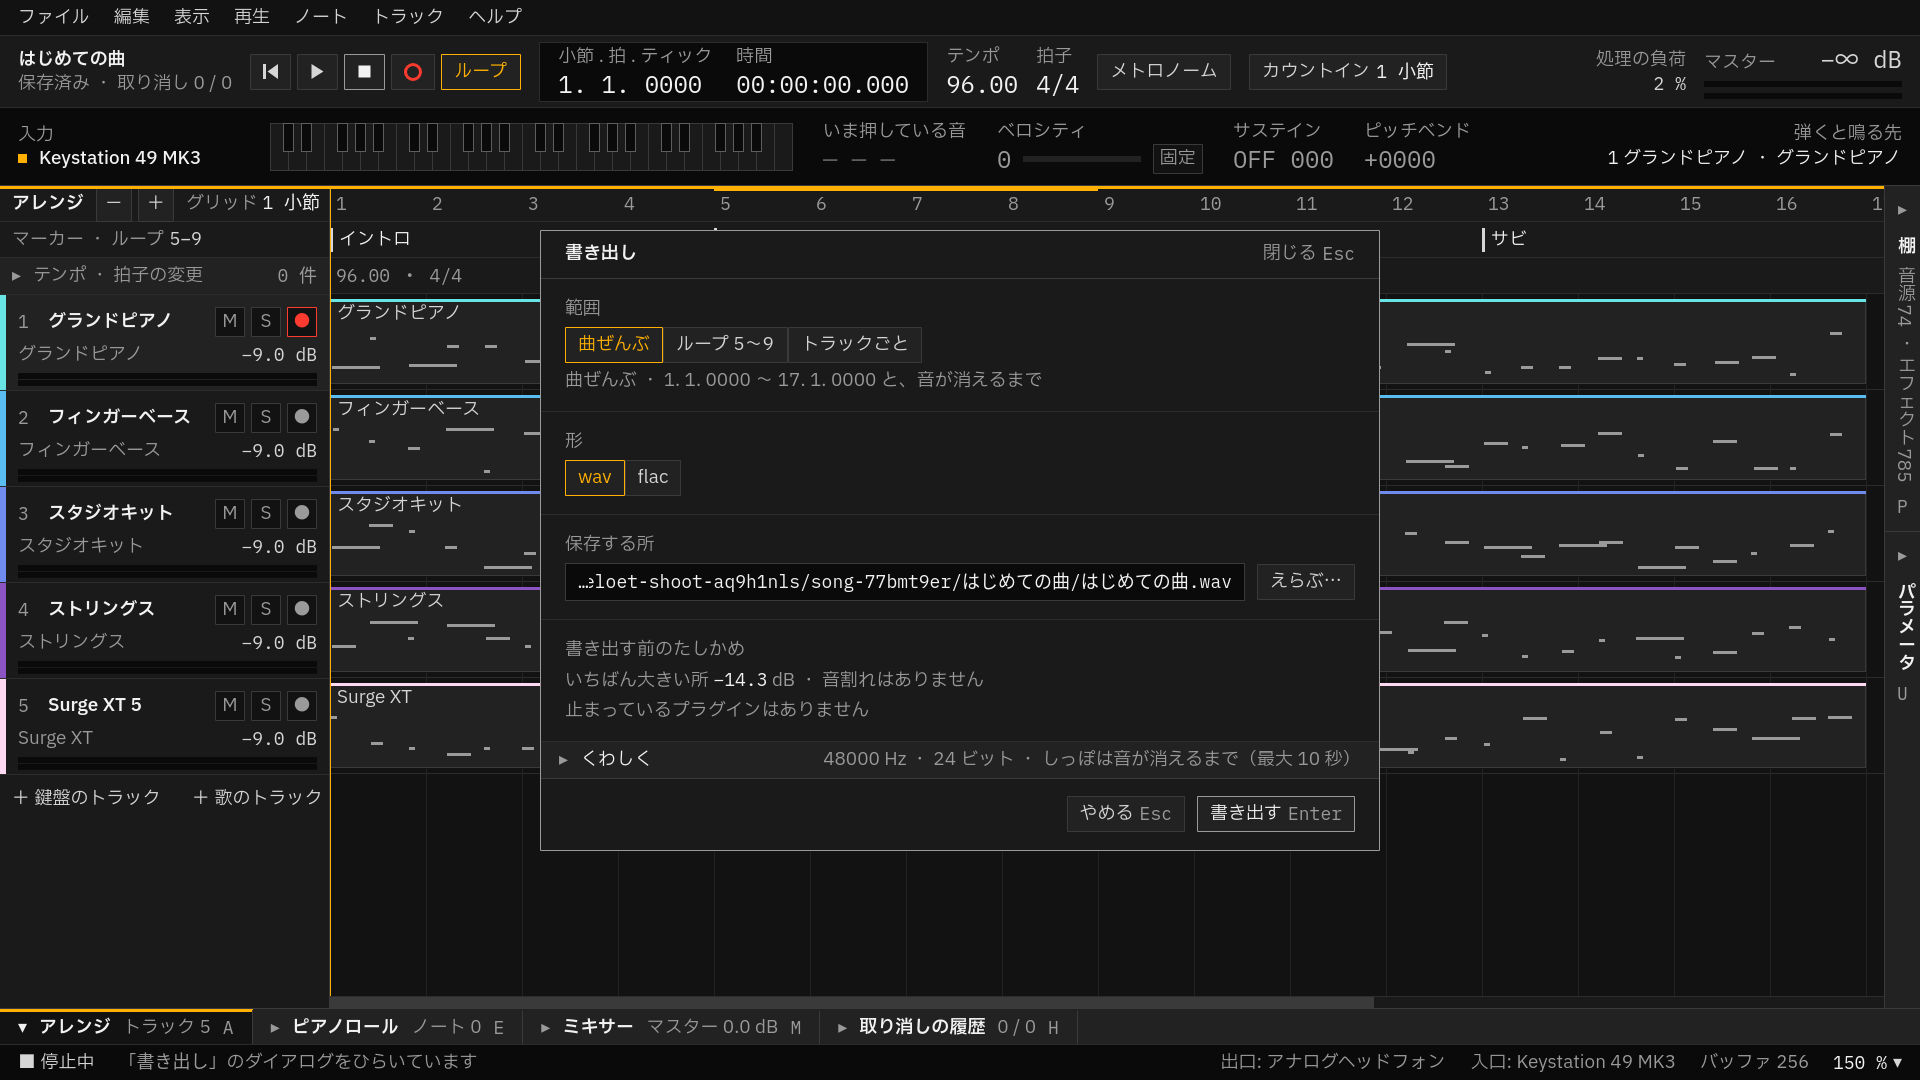 ファイル 編集 表示 再生 ノート トラック ヘルプ
はじめての曲
保存済み ・ 取り消し 0 / 0
ループ
小節 . 拍 . ティック 時間
1. 1. 0000 00:00:00.000
テンポ 拍子
96.00 4/4
メトロノーム
カウントイン 1 小節
処理の負荷
2 %
マスター −∞ dB
入力
Keystation 49 MK3
いま押している音
— — —
ベロシティ
0 固定
サステイン
OFF 000
ピッチベンド
+0000
弾くと鳴る先
1 グランドピアノ ・ グランドピアノ
アレンジ − + グリッド 1 小節
1 2 3 4 5 6 7 8 9 10 11 12 13 14 15 16 1
マーカー ・ ループ 5–9
イントロ サビ
▸ テンポ ・ 拍子の変更 0 件
96.00 ・ 4/4
1 グランドピアノ M S
グランドピアノ −9.0 dB
グランドピアノ
2 フィンガーベース M S
フィンガーベース −9.0 dB
フィンガーベース
3 スタジオキット M S
スタジオキット −9.0 dB
スタジオキット
4 ストリングス M S
ストリングス −9.0 dB
ストリングス
5 Surge XT 5 M S
Surge XT −9.0 dB
Surge XT
+ 鍵盤のトラック + 歌のトラック
書き出し 閉じる Esc
範囲
曲ぜんぶ ループ 5〜9 トラックごと
曲ぜんぶ ・ 1. 1. 0000 〜 17. 1. 0000 と、音が消えるまで
形
wav flac
保存する所
…eloet-shoot-aq9h1nls/song-77bmt9er/はじめての曲/はじめての曲.wav えらぶ…
書き出す前のたしかめ
いちばん大きい所 −14.3 dB ・ 音割れはありません
止まっているプラグインはありません
▸ くわしく 48000 Hz ・ 24 ビット ・ しっぽは音が消えるまで（最大 10 秒）
やめる Esc 書き出す Enter
▸ 棚 音源 74 ・ エフェクト 785 P
▸ パラメータ U
▾ アレンジ トラック 5 A
▸ ピアノロール ノート 0 E
▸ ミキサー マスター 0.0 dB M
▸ 取り消しの履歴 0 / 0 H
■ 停止中 「書き出し」のダイアログをひらいています
出口: アナログヘッドフォン 入口: Keystation 49 MK3 バッファ 256 150 % ▾